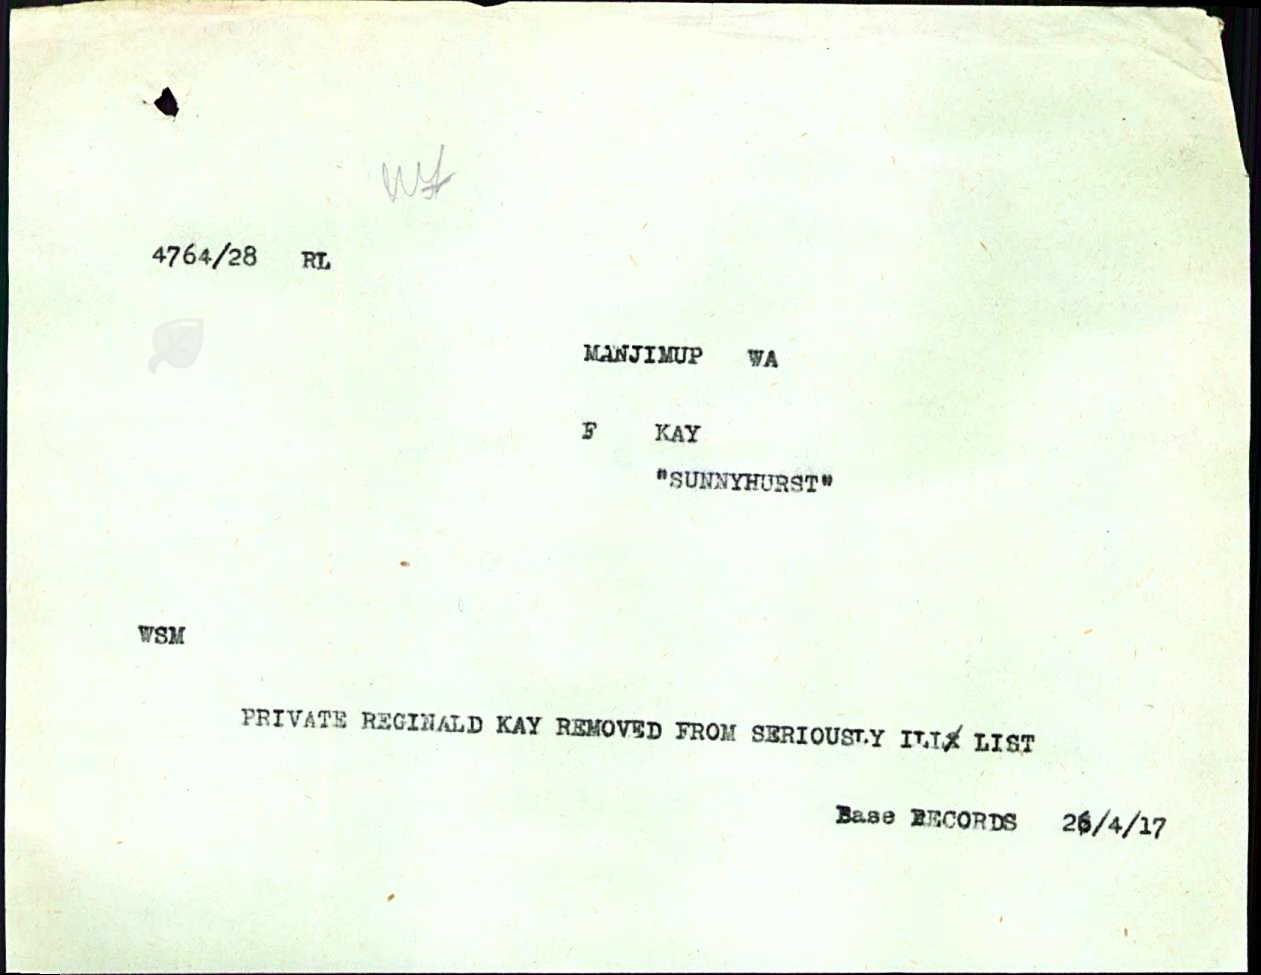 4764/28 RL
MANJIMUP WA
F KAY
"SUNNYHURST"
WSM
PRIVATE REGINALD KAY REMOVED FROM SERIOUSLY ILL LIST
Base RECORDS 26/4/17